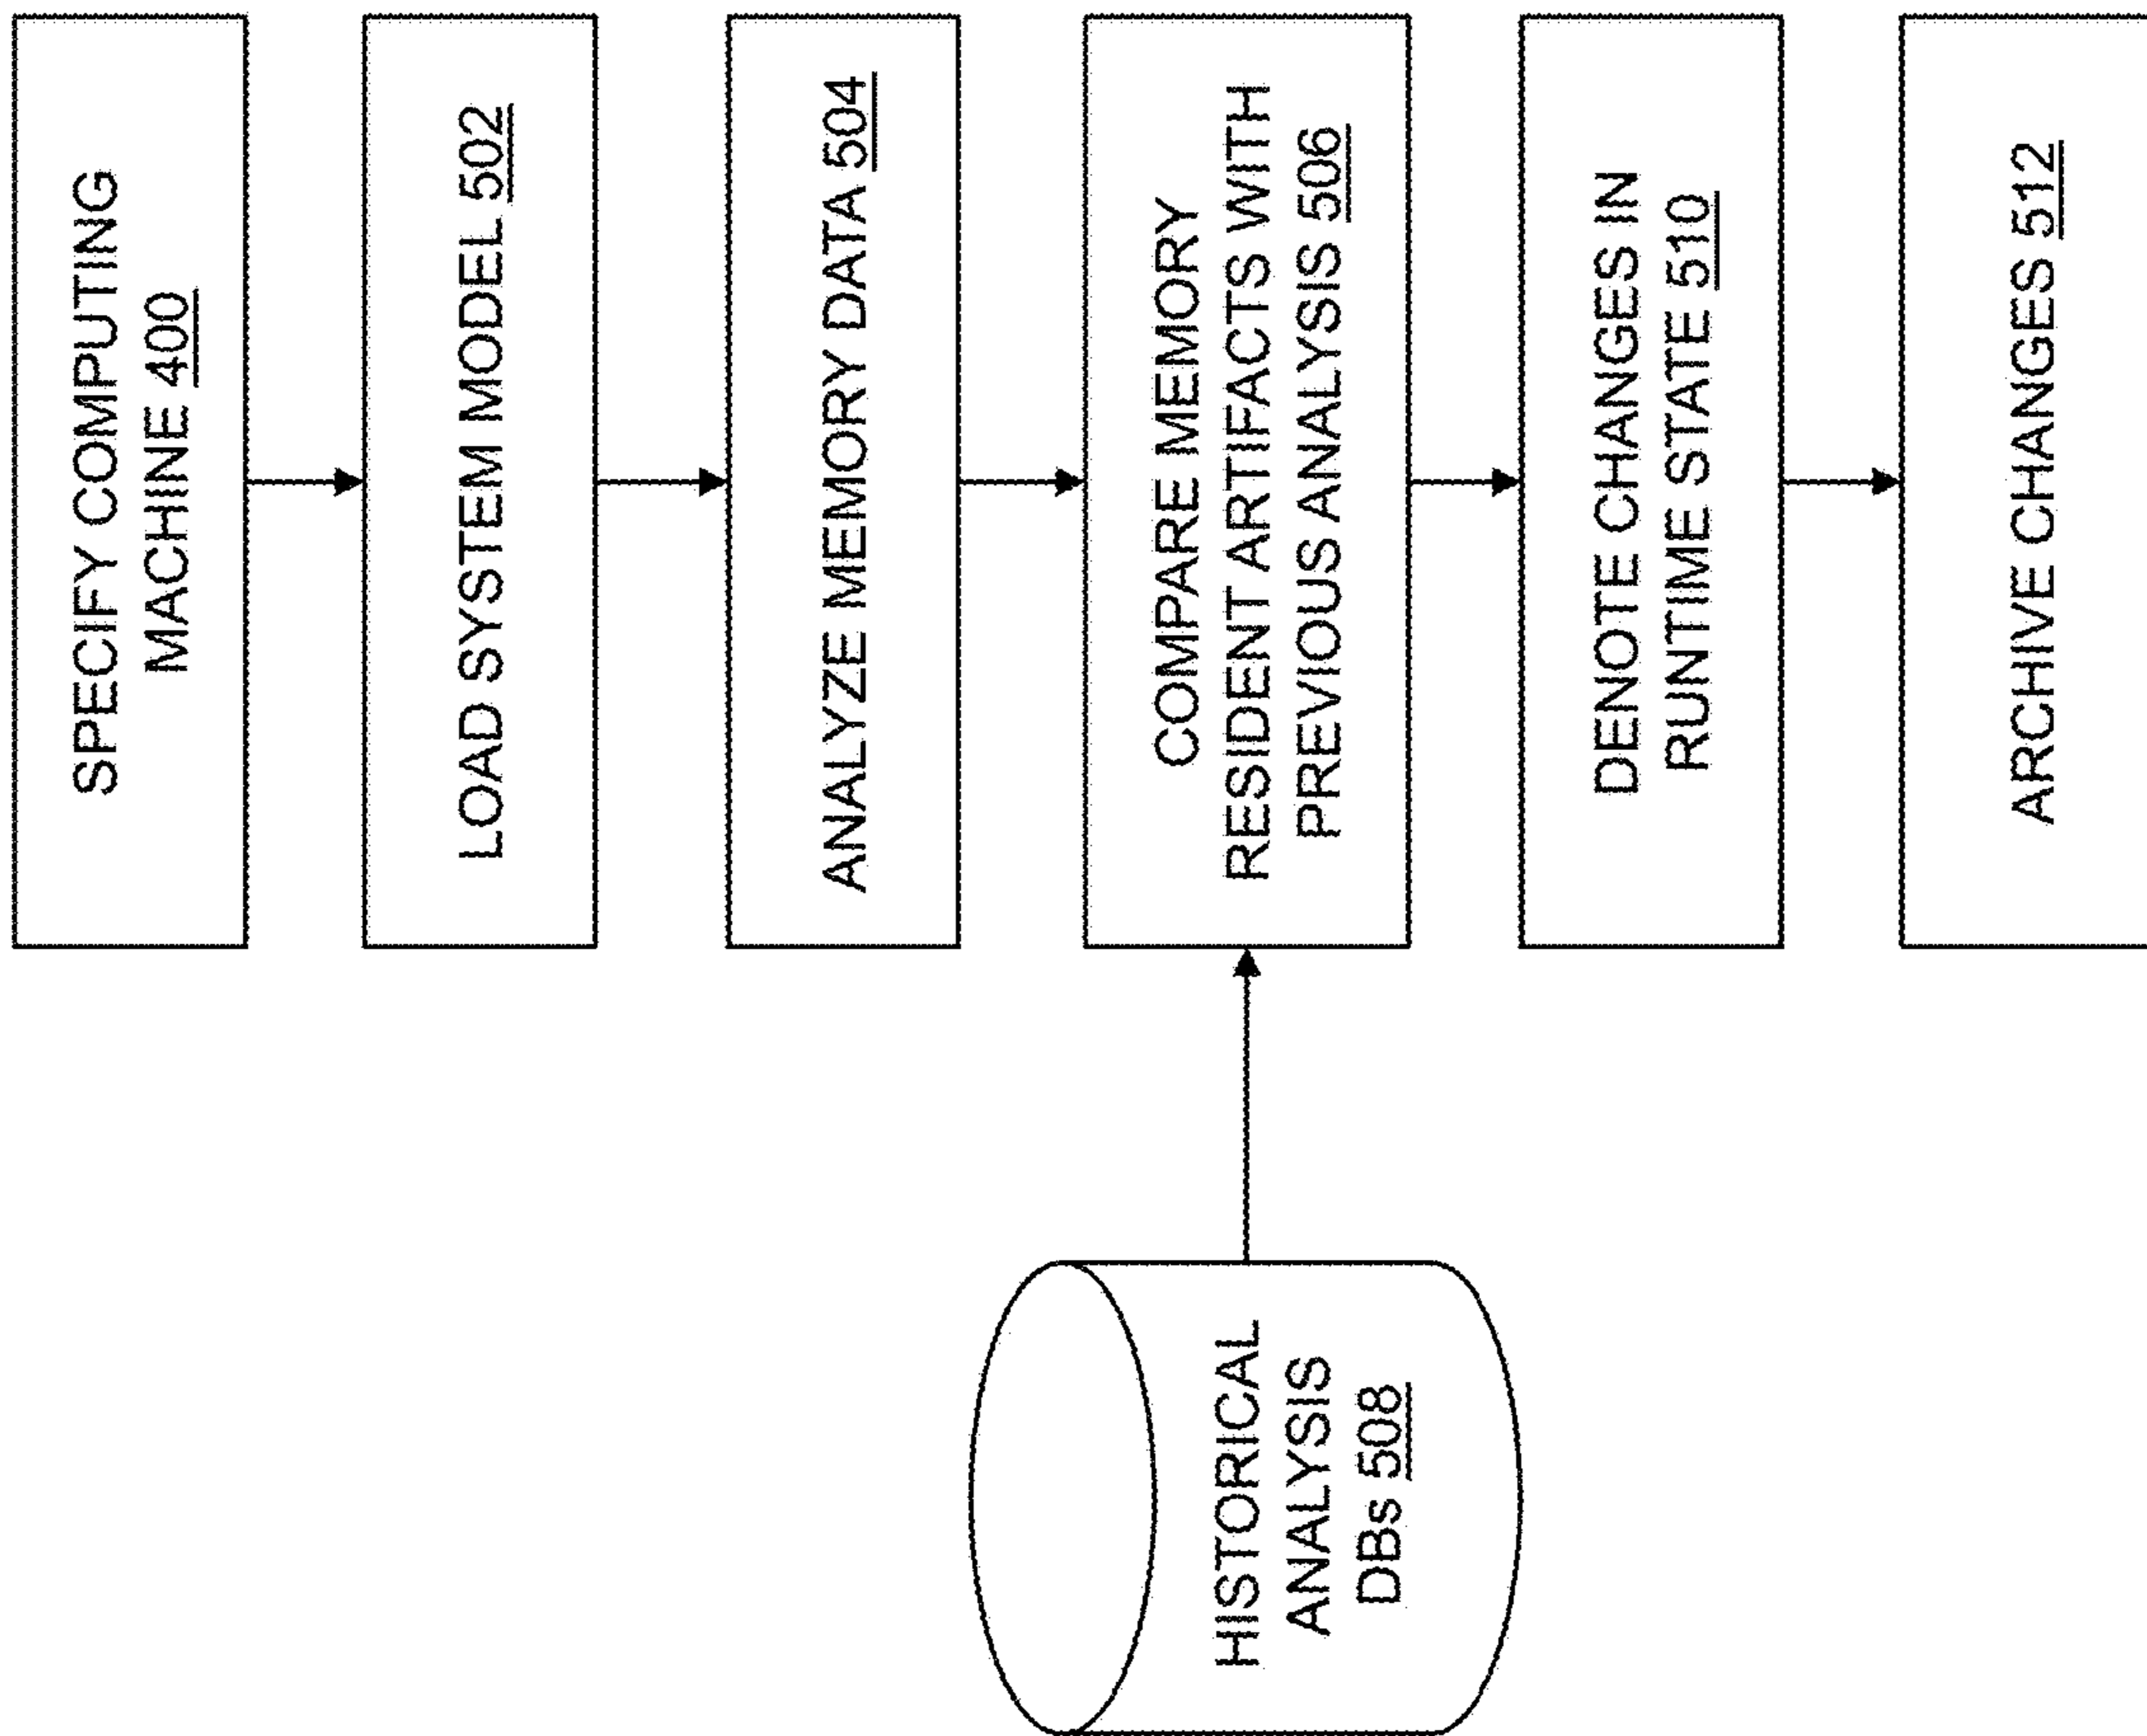 SPECIFY COMPUTING
MACHINE 400
LOAD SYSTEM MODEL 502
ANALYZE MEMORY DATA 504
COMPARE MEMORY
RESIDENT ARTIFACTS WITH
PREVIOUS ANALYSIS 506
HISTORICAL
ANALYSIS
DBs 508
DENOTE CHANGES IN
RUNTIME STATE 510
ARCHIVE CHANGES 512